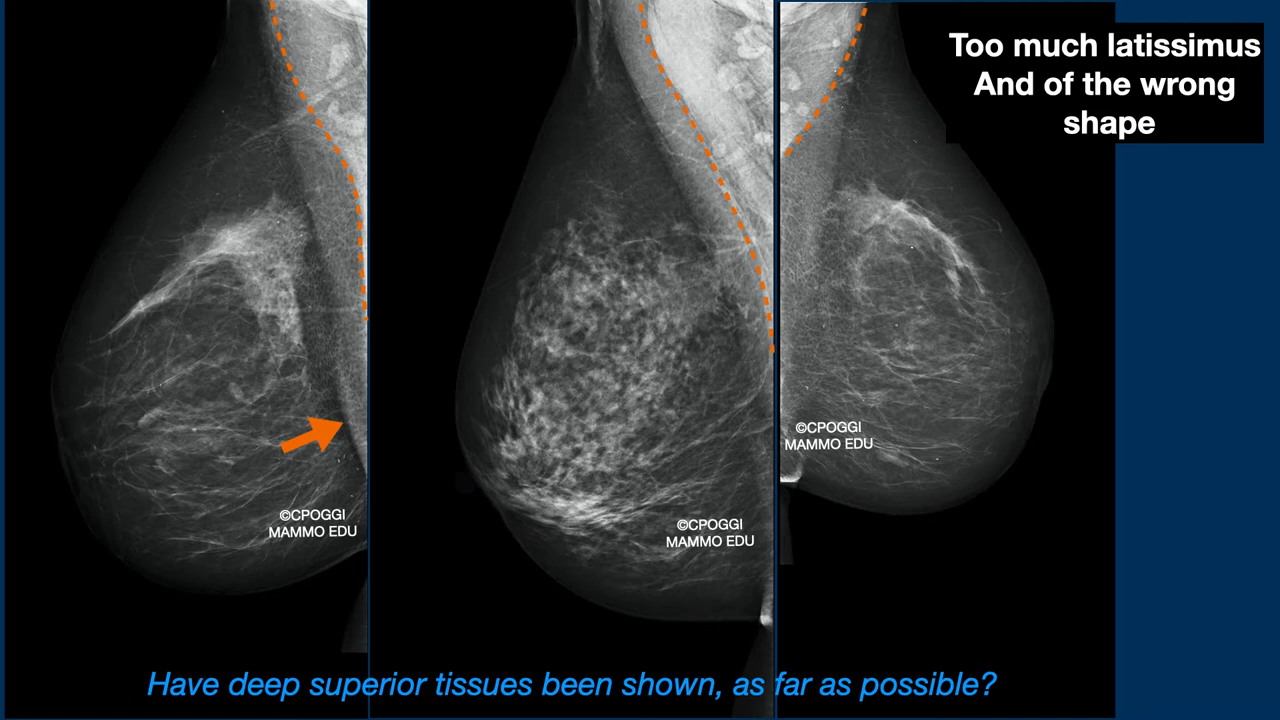 Too much latissimus
And of the wrong
shape
©CPOGGI
MAMMO EDU
©CPOGGI
MAMMO EDU
©CPOGGI
MAMMO EDU
Have deep superior tissues been shown, as far as possible?